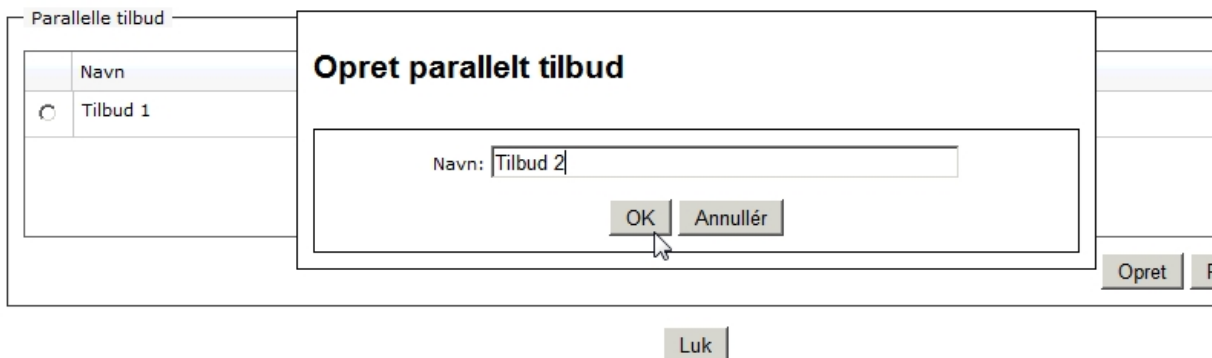 Parallelle tilbud
Navn
Tilbud 1
Opret parallelt tilbud
Navn: Tilbud 2
OK Annullér
Opret
Luk